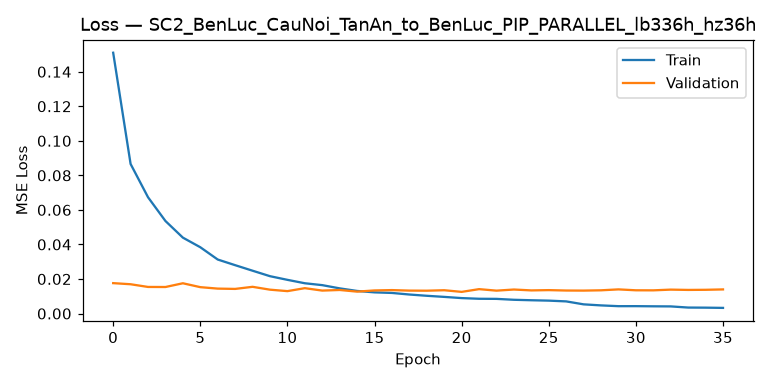 Loss — SC2_BenLuc_CauNoi_TanAn_to_BenLuc_PIP_PARALLEL_lb336h_hz36h
Train
Validation
MSE Loss
0.14
0.12
0.10
0.08
0.06
0.04
0.02
0.00
0 5 10 15 20 25 30 35
Epoch